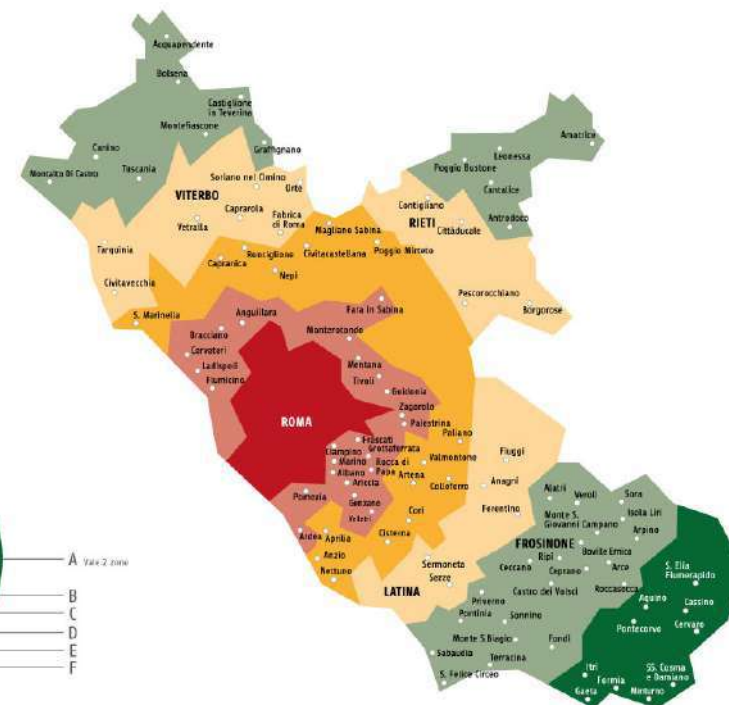 Acquapendente
Bolsena
Castiglione
in Teverina
Montefiascone
Amatrice
Graffignano
Leonessa
Canino
Poggio Bustone
Tuscania
Montalto Di Castro
Soriano nel Cimino
Cantalice
VITERBO
Orte
Contigliano
RIETI
Antrodoco
Caprarola
Fabrica
di Roma
Vetralla
Magliano Sabina
Cittàducale
Tarquinia
Ronciglione
Civitacastellana
Poggio Mirteto
Capranica
Nepi
Civitavecchia
Pescorocchiano
Borgorose
Fara in Sabina
S. Marinella
Anguillara
Monterotondo
Bracciano
Cerveteri
Ladispoli
Mentana
Tivoli
Fiumicino
Guidonia
Zagarolo
ROMA
Palestrina
Paliano
Frascati
Grottaferrata
Ciampino
Marino
Rocca di
Papa
Valmontone
Fiuggi
Albano
Artena
Ariccia
Colleferro
Anagni
Alatri
Veroli
Sora
Pomezia
Genzano
Velletri
Cori
Ferentino
Monte S.
Giovanni Campano
Isola Liri
Arpino
Ardea
Aprilia
Cisterna
FROSINONE
Anzio
Sermoneta
Ripi
Boville Ernica
Nettuno
Sezze
Ceccano
Ceprano
Arce
S. Elia
Fiumerapido
LATINA
Castro dei Volsci
Roccasecca
Priverno
Aquino
Cassino
Pontinia
Sonnino
Pontecorvo
Cervaro
Monte S.Biagio
Fondi
Sabaudia
Terracina
Itri
SS. Cosma
e Damiano
S. Felice Circeo
Formia
Gaeta
Minturno
A Vale 2 zone
B
C
D
E
F